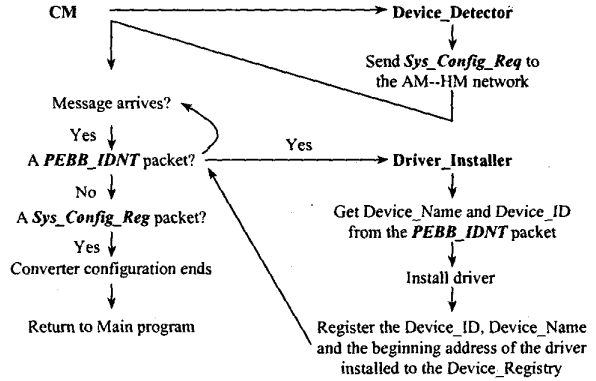 CM
Device_Detector
Send Sys_Config_Req to
the AM--HM network
Message arrives?
Yes
A PEBB_IDNT packet?
Yes
Driver_Installer
No
A Sys_Config_Reg packet?
Get Device_Name and Device_ID
from the PEBB_IDNT packet
Yes
Converter configuration ends
Install driver
Return to Main program
Register the Device_ID, Device_Name
and the beginning address of the driver
installed to the Device_Registry